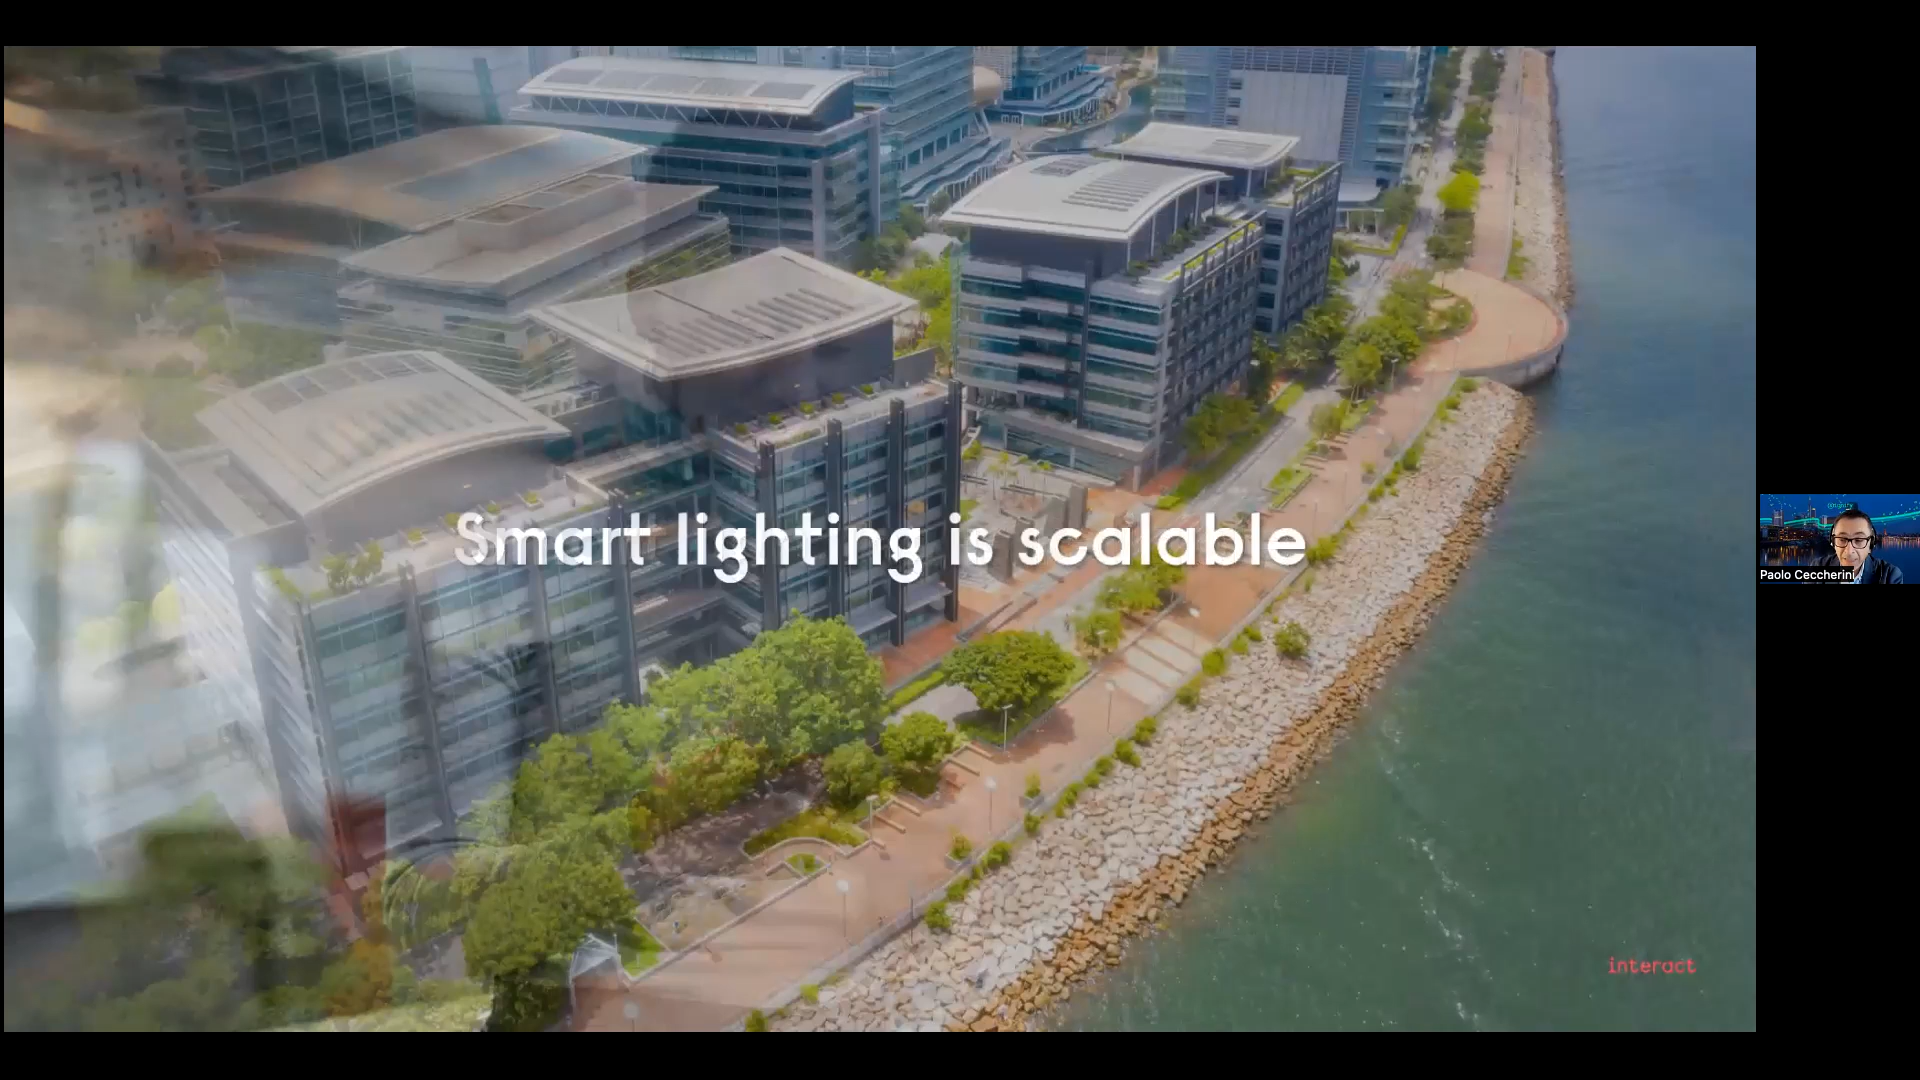 Smart lighting is scalable
Paolo Ceccherini
interact